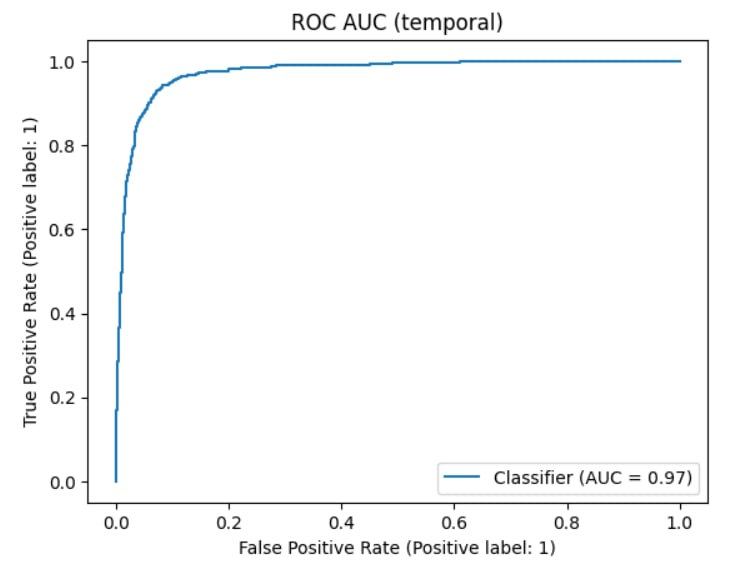 ROC AUC (temporal)
1.0
0.8
0.6
0.4
0.2
0.0
True Positive Rate (Positive label: 1)
Classifier (AUC = 0.97)
0.0 0.2 0.4 0.6 0.8 1.0
False Positive Rate (Positive label: 1)